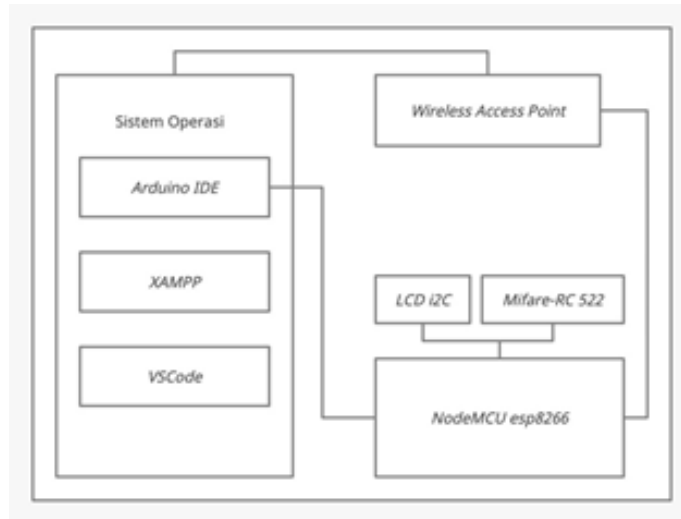 Sistem Operasi
Wireless Access Point
Arduino IDE
XAMPP
VSCode
LCD i2C
Mifare-RC 522
NodeMCU esp8266